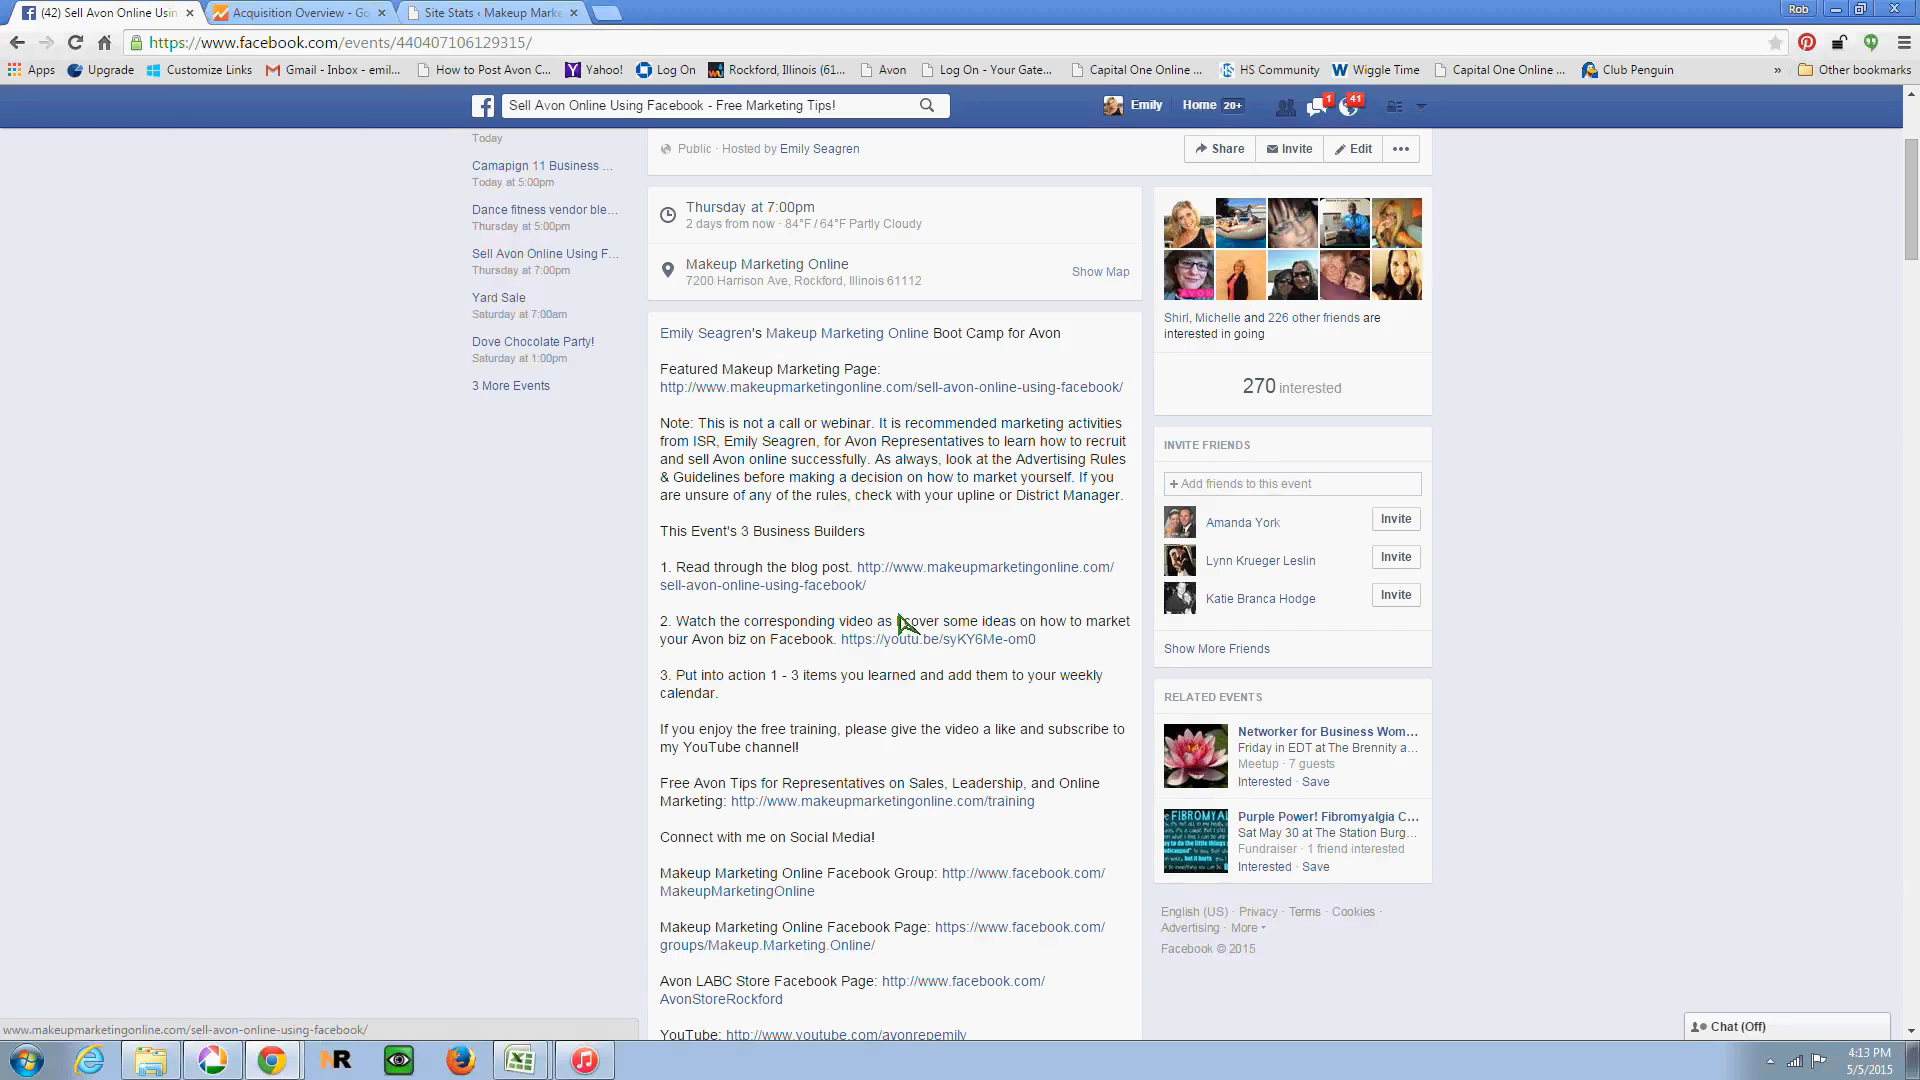 (42) Sell Avon Online Usin
Acquisition Overview - Go
Site Stats ‹ Makeup Marke
Rob
https://www.facebook.com/events/440407106129315/
Apps
Upgrade
Customize Links
Gmail - Inbox - emil...
How to Post Avon C...
Yahoo!
Log On
Rockford, Illinois (61...
Avon
Log On - Your Gate...
Capital One Online ...
HS Community
Wiggle Time
Capital One Online ...
Club Penguin
»
Other bookmarks
Sell Avon Online Using Facebook - Free Marketing Tips!
Emily
Home 20+
1
41
Today
Camapign 11 Business ...
Today at 5:00pm
Dance fitness vendor ble...
Thursday at 5:00pm
Sell Avon Online Using F...
Thursday at 7:00pm
Yard Sale
Saturday at 7:00am
Dove Chocolate Party!
Saturday at 1:00pm
3 More Events
Public · Hosted by Emily Seagren
Share
Invite
Edit
Thursday at 7:00pm
2 days from now · 84°F / 64°F Partly Cloudy
Makeup Marketing Online
7200 Harrison Ave, Rockford, Illinois 61112
Show Map
Emily Seagren's Makeup Marketing Online Boot Camp for Avon
Featured Makeup Marketing Page:
http://www.makeupmarketingonline.com/sell-avon-online-using-facebook/
Note: This is not a call or webinar. It is recommended marketing activities
from ISR, Emily Seagren, for Avon Representatives to learn how to recruit
and sell Avon online successfully. As always, look at the Advertising Rules
& Guidelines before making a decision on how to market yourself. If you
are unsure of any of the rules, check with your upline or District Manager.
This Event's 3 Business Builders
1. Read through the blog post. http://www.makeupmarketingonline.com/
sell-avon-online-using-facebook/
2. Watch the corresponding video as I cover some ideas on how to market
your Avon biz on Facebook. https://youtu.be/syKY6Me-om0
3. Put into action 1 - 3 items you learned and add them to your weekly
calendar.
If you enjoy the free training, please give the video a like and subscribe to
my YouTube channel!
Free Avon Tips for Representatives on Sales, Leadership, and Online
Marketing: http://www.makeupmarketingonline.com/training
Connect with me on Social Media!
Makeup Marketing Online Facebook Group: http://www.facebook.com/
MakeupMarketingOnline
Makeup Marketing Online Facebook Page: https://www.facebook.com/
groups/Makeup.Marketing.Online/
Avon LABC Store Facebook Page: http://www.facebook.com/
AvonStoreRockford
YouTube: http://www.youtube.com/avonrepemily
AVON
Shirl, Michelle and 226 other friends are
interested in going
270 interested
INVITE FRIENDS
+ Add friends to this event
Amanda York
Invite
Lynn Krueger Leslin
Invite
Katie Branca Hodge
Invite
Show More Friends
RELATED EVENTS
Networker for Business Wom...
Friday in EDT at The Brennity a...
Meetup · 7 guests
Interested · Save
FIBROMYAL
Purple Power! Fibromyalgia C...
Sat May 30 at The Station Burg...
Fundraiser · 1 friend interested
Interested · Save
English (US) · Privacy · Terms · Cookies ·
Advertising · More
Facebook © 2015
Chat (Off)
www.makeupmarketingonline.com/sell-avon-online-using-facebook/
NR
4:13 PM
5/5/2015